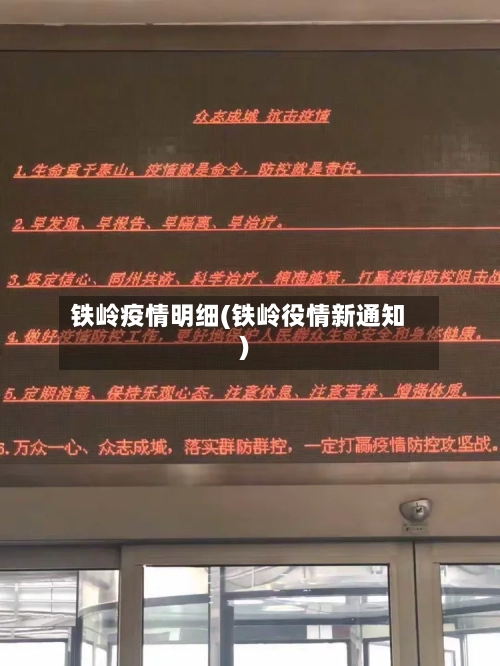 众志成城 抗击疫情
1.生命重于泰山。疫情就是命令,防控就是责任。
2.早发现、早报告、早隔离、早治疗。
3.坚定信心、同州共济、科学治疗、精准施策,打赢疫情防控阻击战
铁岭疫情明细(铁岭役情新通知
)
4.做好疫情防控工作,更好地保护人民群众生命安全和身体健康。
5.定期消毒、保持乐观心态,注意休息、注意营养、增强体质。
6.万众一心、众志成城,落实群防群控,一定打赢疫情防控攻坚战。